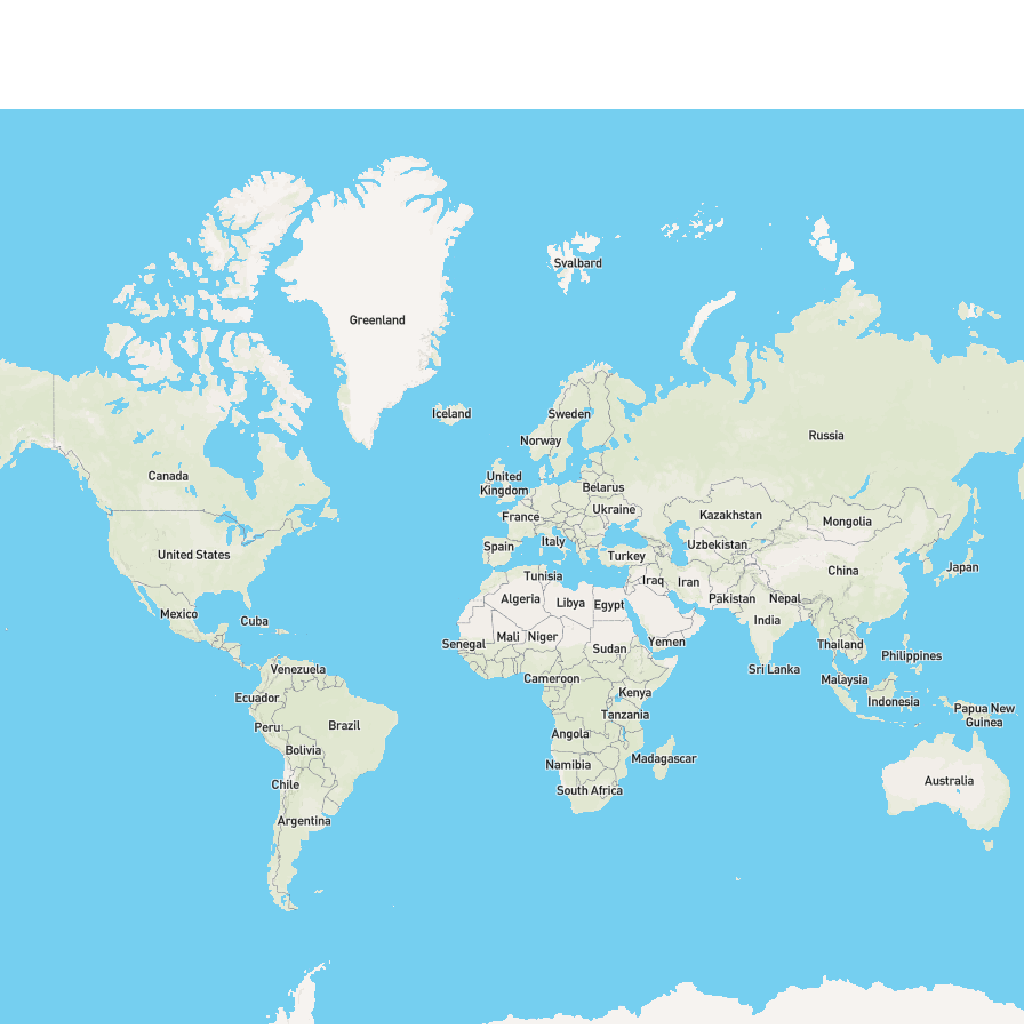 Svalbard
Greenland
Iceland
Sweden
Russia
Norway
Canada
United
Kingdom
Belarus
Ukraine
France
Kazakhstan
Mongolia
Italy
Spain
Uzbekistan
United States
Turkey
Japan
China
Tunisia
Iraq
Iran
Algeria
Libya
Egypt
Pakistan
Nepal
Mexico
Cuba
India
Senegal
Mali
Niger
Sudan
Yemen
Thailand
Philippines
Venezuela
Sri Lanka
Cameroon
Malaysia
Ecuador
Kenya
Indonesia
Papua New
Guinea
Peru
Brazil
Tanzania
Angola
Bolivia
Namibia
Madagascar
Chile
South Africa
Australia
Argentina